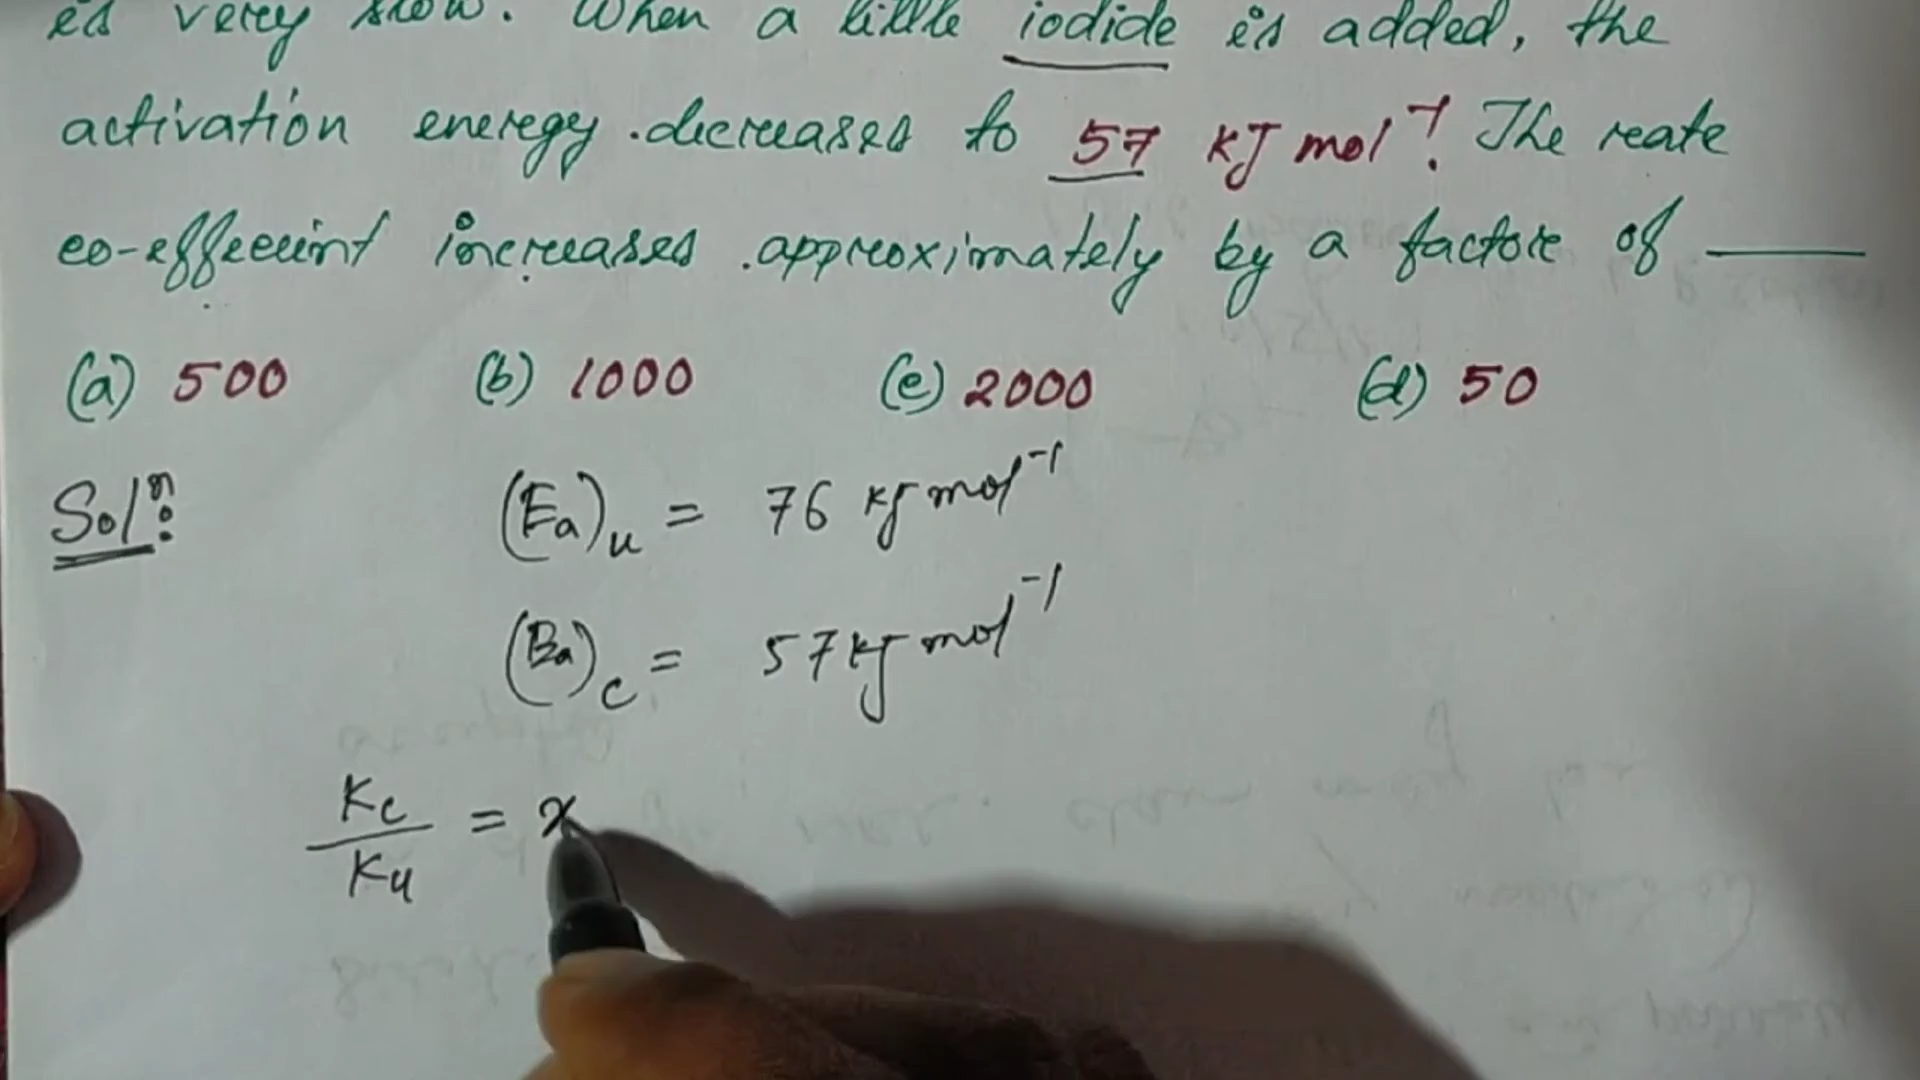 is very slow. When a little iodide is added, the
activation energy decreases to 57 kJ mol⁻¹. The rate
co-effecient increases approximately by a factor of ____
(a) 500 (b) 1000 (c) 2000 (d) 50
Solⁿ:
(Ea)u = 76 kJ mol⁻¹
(Ea)c = 57 kJ mol⁻¹
Kc/Ku = x